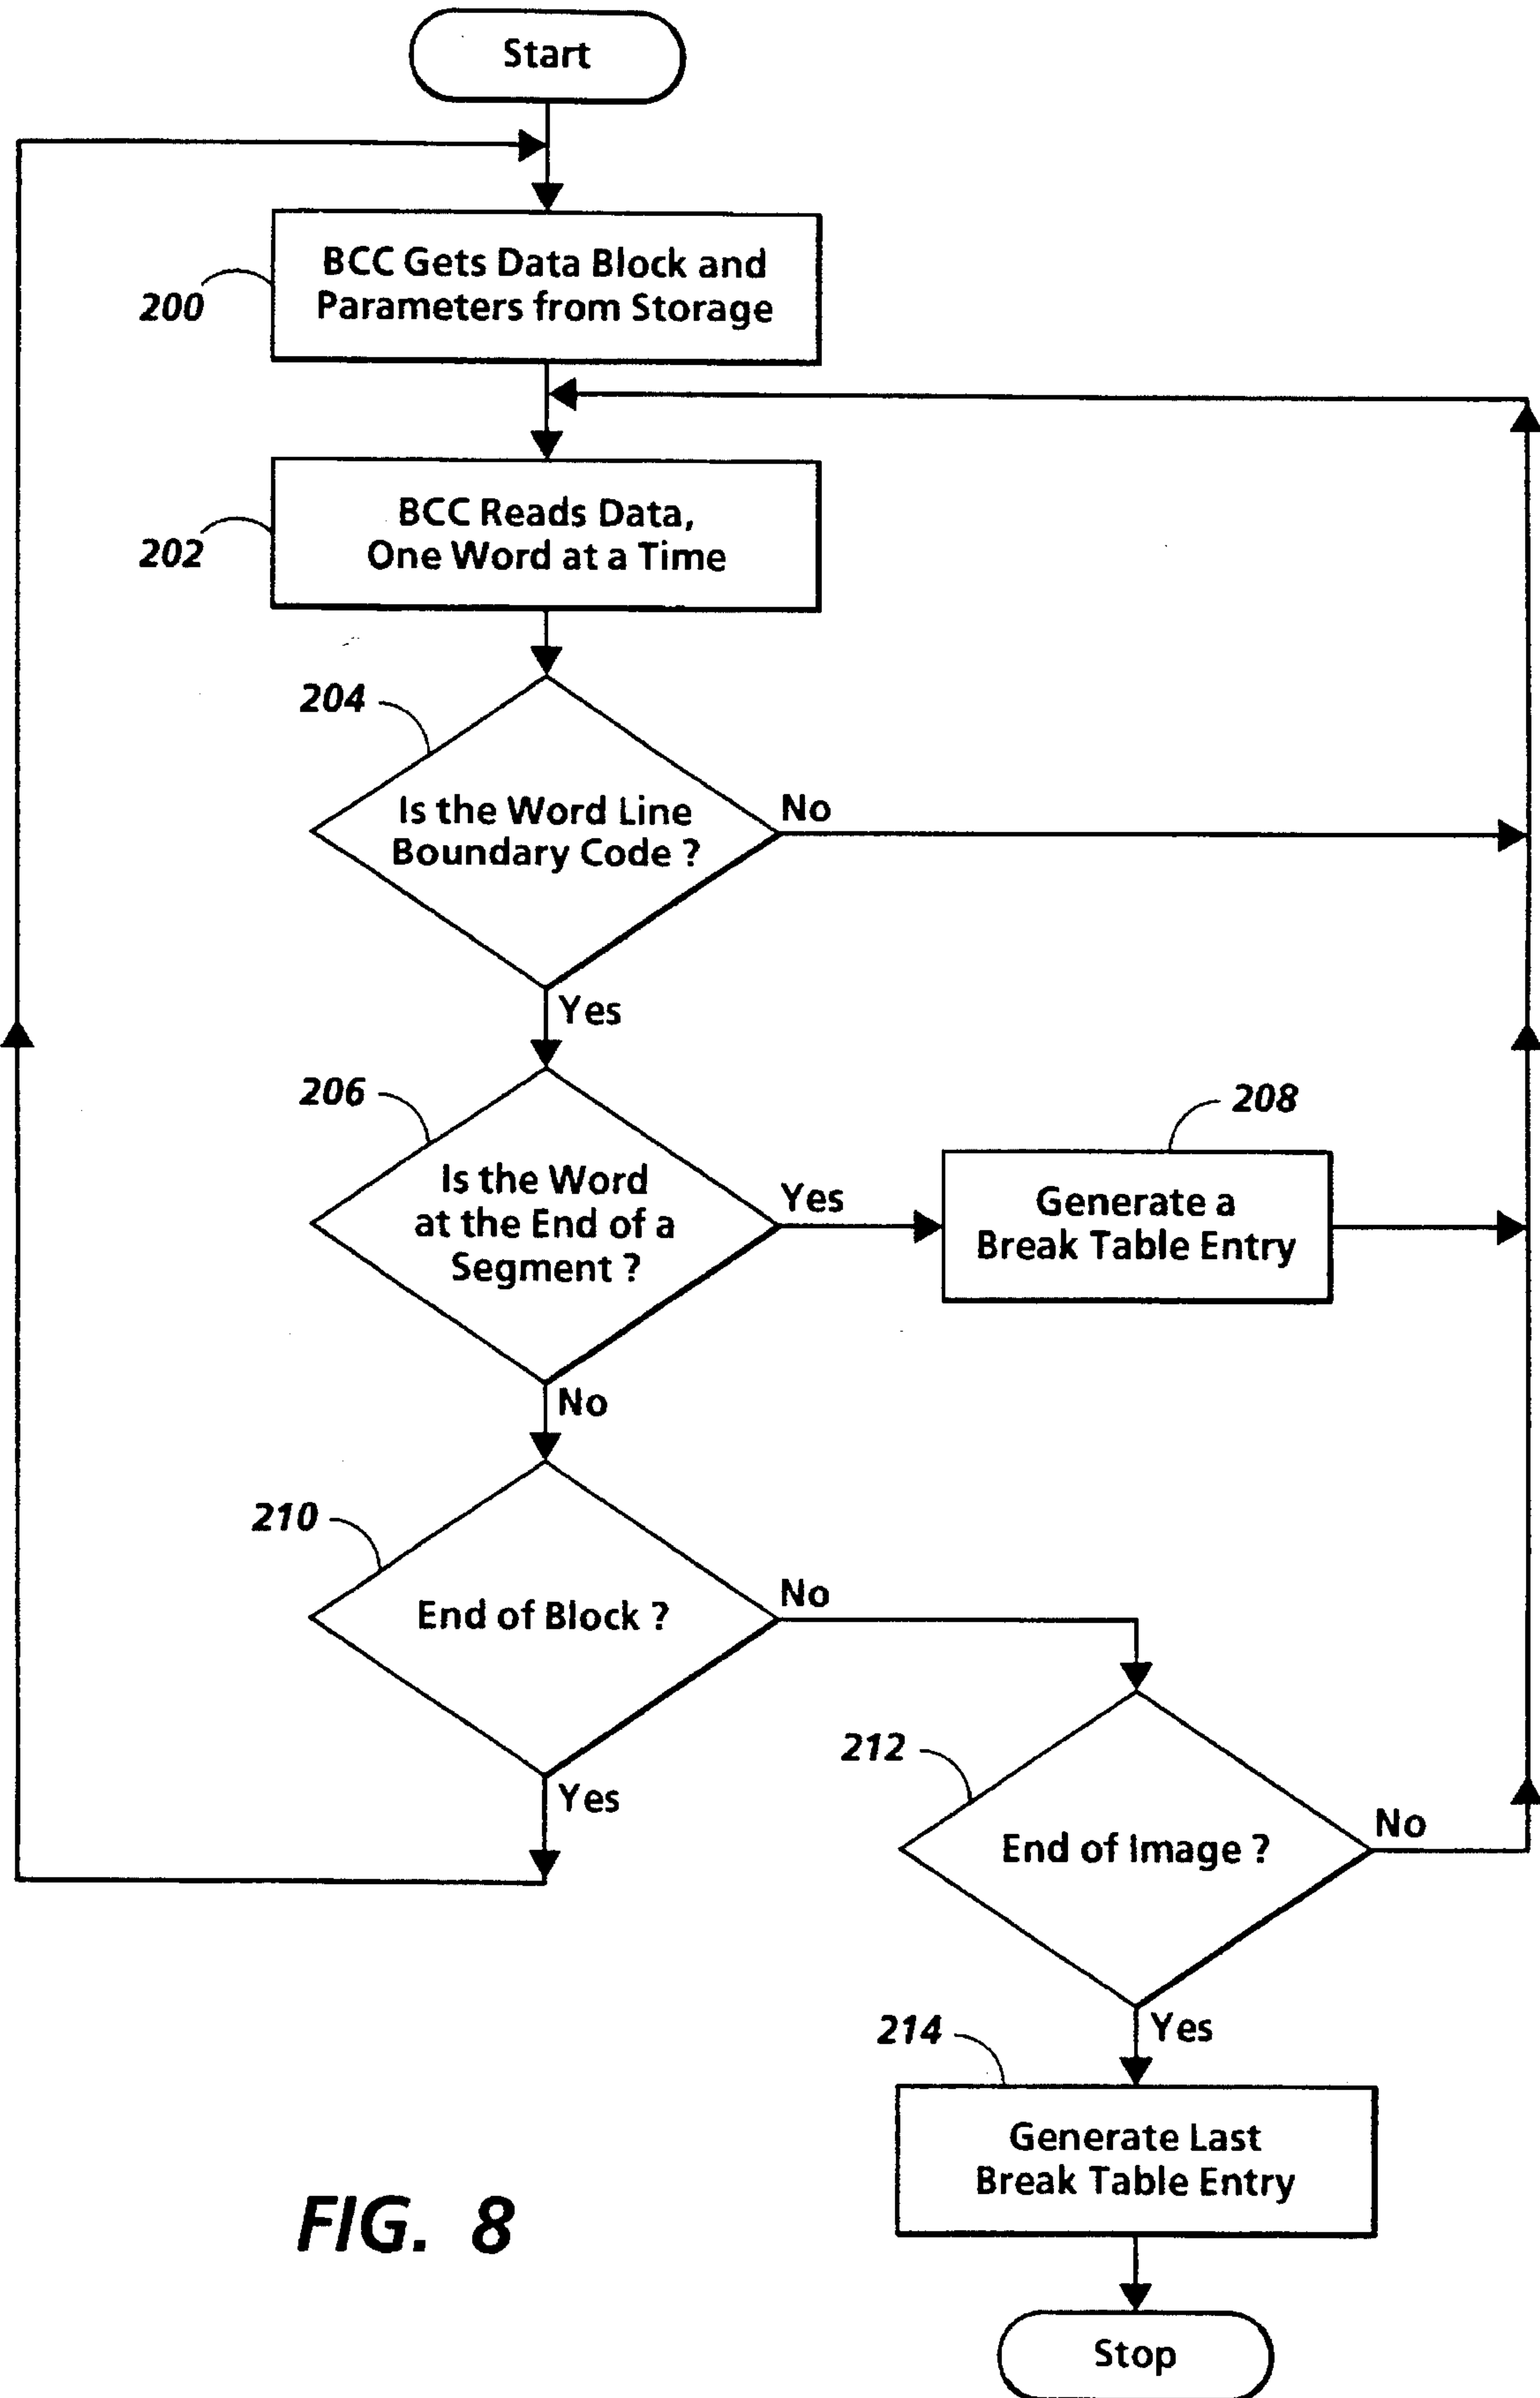 Start
BCC Gets Data Block and
Parameters from Storage
200
BCC Reads Data,
One Word at a Time
202
204
Is the Word Line
Boundary Code ?
No
Yes
206
Is the Word
at the End of a
Segment ?
Yes
208
Generate a
Break Table Entry
No
210
End of Block ?
No
Yes
212
End of Image ?
No
Yes
214
Generate Last
Break Table Entry
FIG. 8
Stop